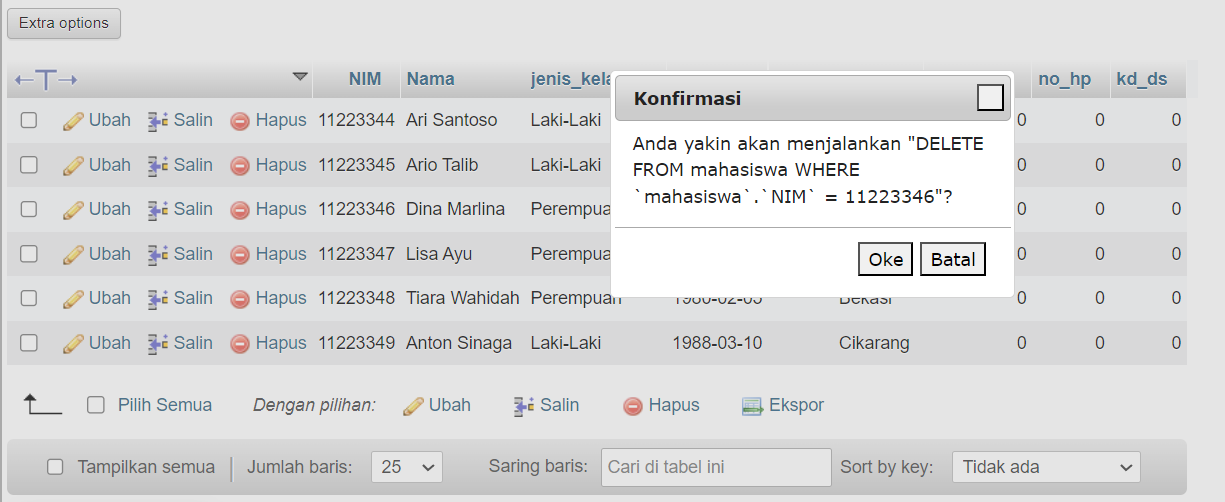 Extra options
NIM Nama jenis_kela no_hp kd_ds
Konfirmasi
Anda yakin akan menjalankan "DELETE
FROM mahasiswa WHERE
`mahasiswa`.`NIM` = 11223346"?
Oke Batal
Ubah Salin Hapus 11223344 Ari Santoso Laki-Laki 0 0 0
Ubah Salin Hapus 11223345 Ario Talib Laki-Laki 0 0 0
Ubah Salin Hapus 11223346 Dina Marlina Perempua 0 0 0
Ubah Salin Hapus 11223347 Lisa Ayu Perempua 0 0 0
Ubah Salin Hapus 11223348 Tiara Wahidah Perempuan Bekasi 0 0 0
Ubah Salin Hapus 11223349 Anton Sinaga Laki-Laki 1988-03-10 Cikarang 0 0 0
Pilih Semua Dengan pilihan: Ubah Salin Hapus Ekspor
Tampilkan semua Jumlah baris: 25 Saring baris: Cari di tabel ini Sort by key: Tidak ada